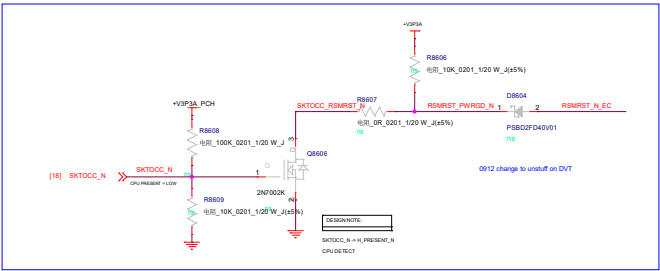 +V3P3A
R8606
ns
电阻_10K_0201_1/20 W_J(±5%)
D8604
SKTOCC_RSMRST_N
R8607
RSMRST_PWRGD_N
1
2
RSMRST_N_EC
+V3P3A_PCH
电阻_0R_0201_1/20 W_J(±5%)
ns
PSBD2FD40V01
ns
R8608
电阻_100K_0201_1/20 W_J
3
D
Q8606
[18]
SKTOCC_N
SKTOCC_N
ns
1
G
0912 change to unstuff on DVT
CPU PRESENT = LOW
2N7002K
2
R8609
ns
电阻_10K_0201_1/20 W_J(±5%)
DESIGN NOTE:
SKTOCC_N -> H_PRESENT_N
CPU DETECT